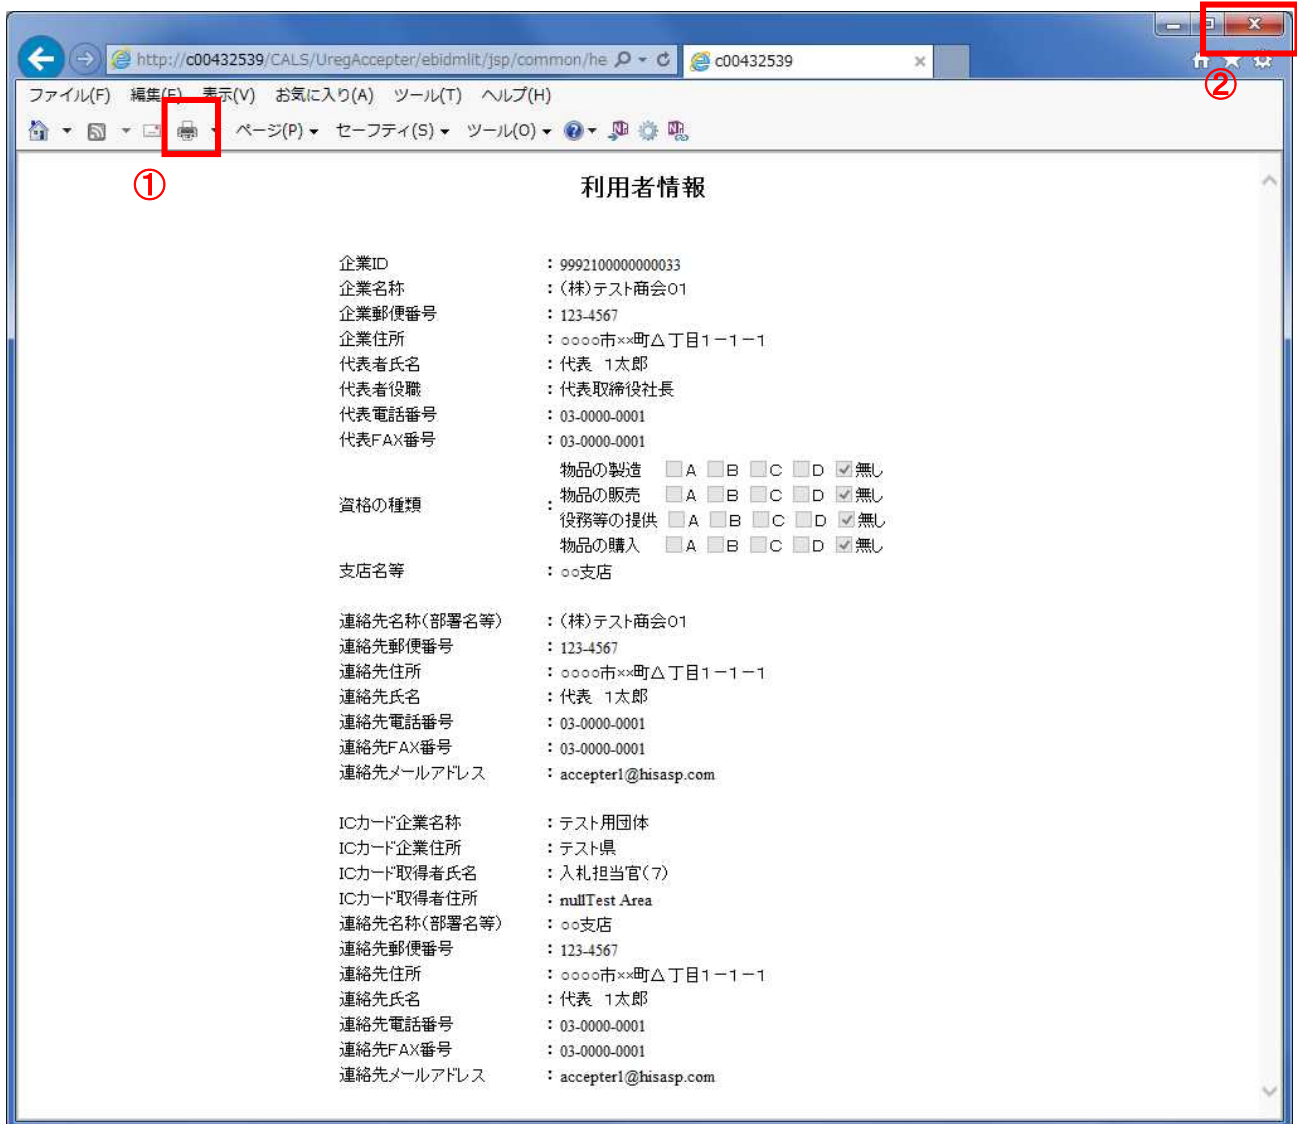 ②
http://c00432539/CALS/UregAccepter/ebidmlit/jsp/common/he
c00432539
ファイル(F) 編集(E) 表示(V) お気に入り(A) ツール(T) ヘルプ(H)
ページ(P) セーフティ(S) ツール(O)
①
利用者情報
企業ID : 9992100000000033
企業名称 : (株)テスト商会01
企業郵便番号 : 123-4567
企業住所 : ○○○○市××町△丁目1-1-1
代表者氏名 : 代表 1太郎
代表者役職 : 代表取締役社長
代表電話番号 : 03-0000-0001
代表FAX番号 : 03-0000-0001
資格の種類 :
物品の製造 A B C D 無し
物品の販売 A B C D 無し
役務等の提供 A B C D 無し
物品の購入 A B C D 無し
支店名等 : ○○支店
連絡先名称(部署名等) : (株)テスト商会01
連絡先郵便番号 : 123-4567
連絡先住所 : ○○○○市××町△丁目1-1-1
連絡先氏名 : 代表 1太郎
連絡先電話番号 : 03-0000-0001
連絡先FAX番号 : 03-0000-0001
連絡先メールアドレス : accepter1@hisasp.com
ICカード企業名称 : テスト用団体
ICカード企業住所 : テスト県
ICカード取得者氏名 : 入札担当官(7)
ICカード取得者住所 : nullTest Area
連絡先名称(部署名等) : ○○支店
連絡先郵便番号 : 123-4567
連絡先住所 : ○○○○市××町△丁目1-1-1
連絡先氏名 : 代表 1太郎
連絡先電話番号 : 03-0000-0001
連絡先FAX番号 : 03-0000-0001
連絡先メールアドレス : accepter1@hisasp.com